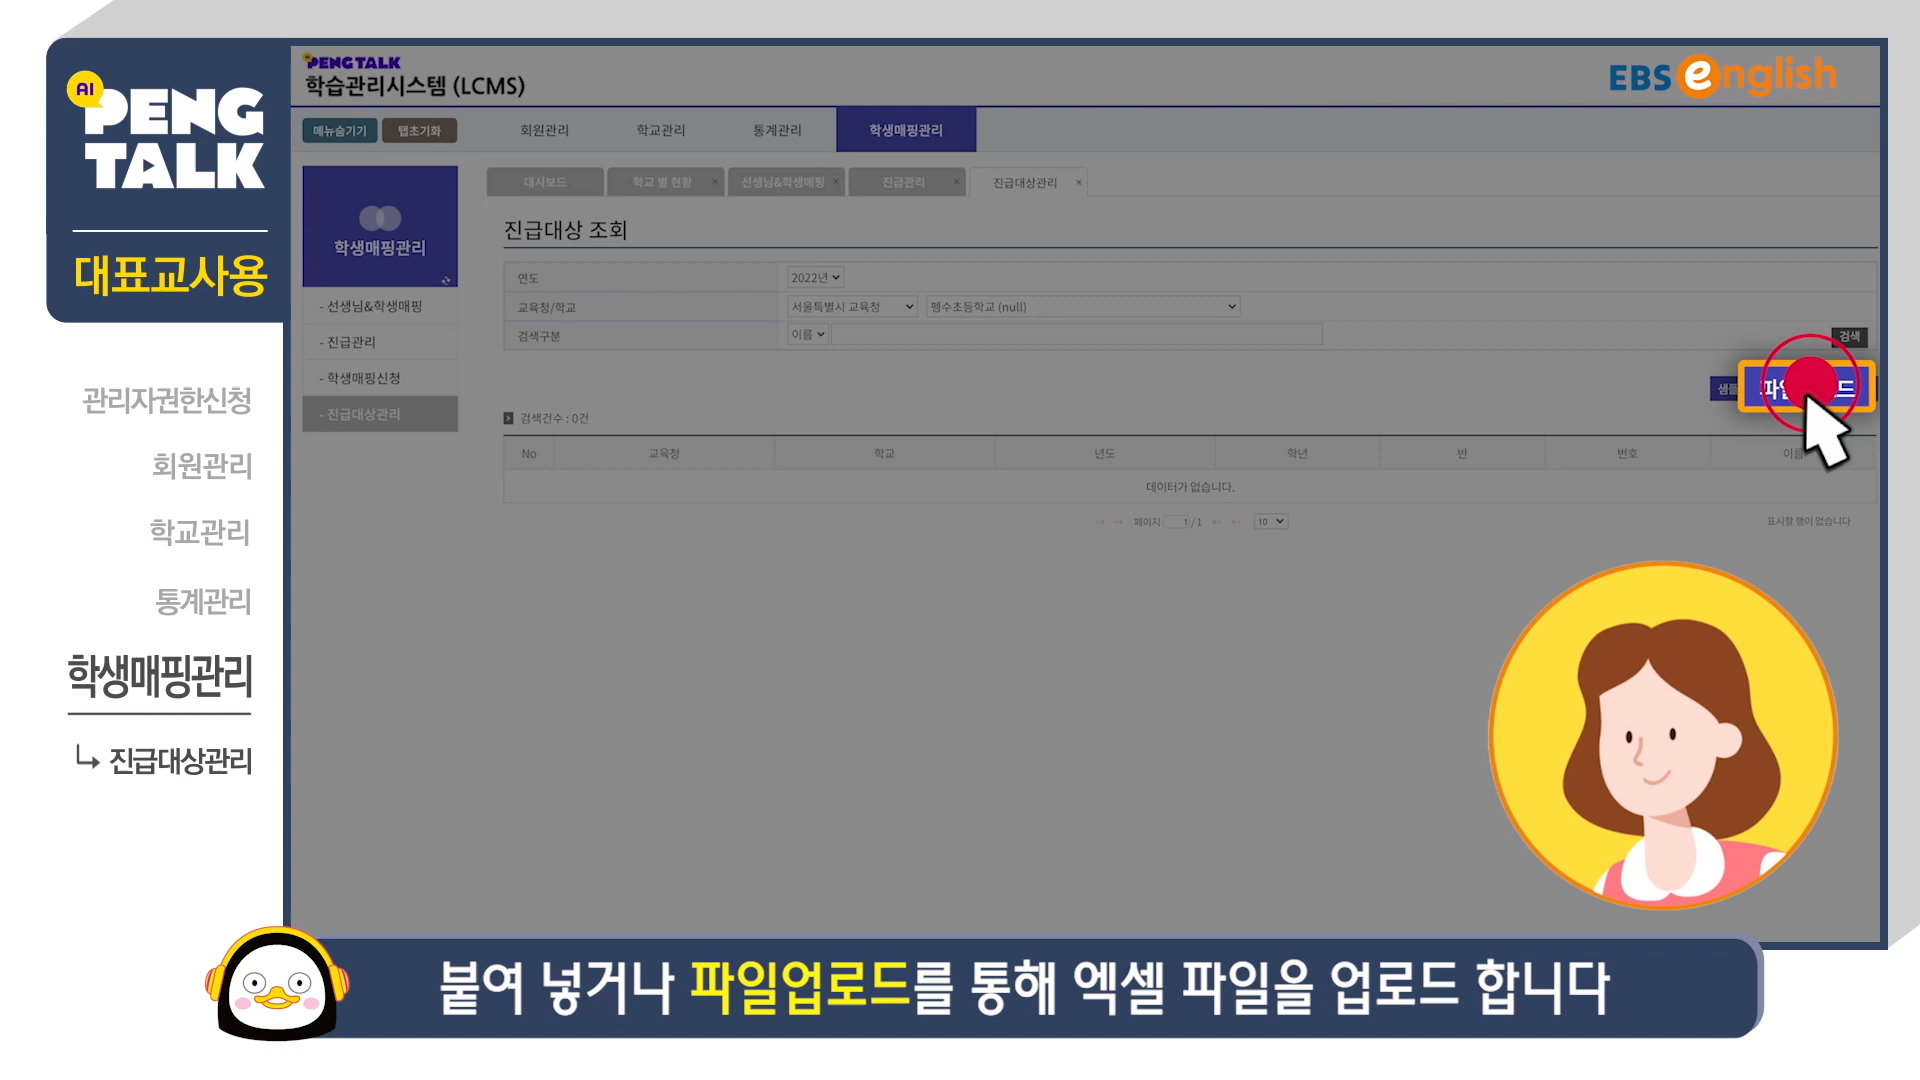 AI
PENG
TALK
대표교사용
관리자권한신청
회원관리
학교관리
통계관리
학생매핑관리
진급대상관리
PENG TALK
학습관리시스템 (LCMS)
EBS english
메뉴숨기기 탭초기화 회원관리 학교관리 통계관리 학생매핑관리
학생매핑관리
- 선생님&학생매핑
- 진급관리
- 학생매핑신청
- 진급대상관리
대시보드 학교 별 현황 × 선생님&학생매핑 × 진급관리 × 진급대상관리 ×
진급대상 조회
연도 2022년
교육청/학교 서울특별시 교육청 펭수초등학교 (null)
검색구분 이름 검색
검색건수 : 0건
No 교육청 학교 년도 학년 반 번호 이름
데이터가 없습니다.
페이지 1 / 1 10 표시할 행이 없습니다
붙여 넣거나 파일업로드를 통해 엑셀 파일을 업로드 합니다